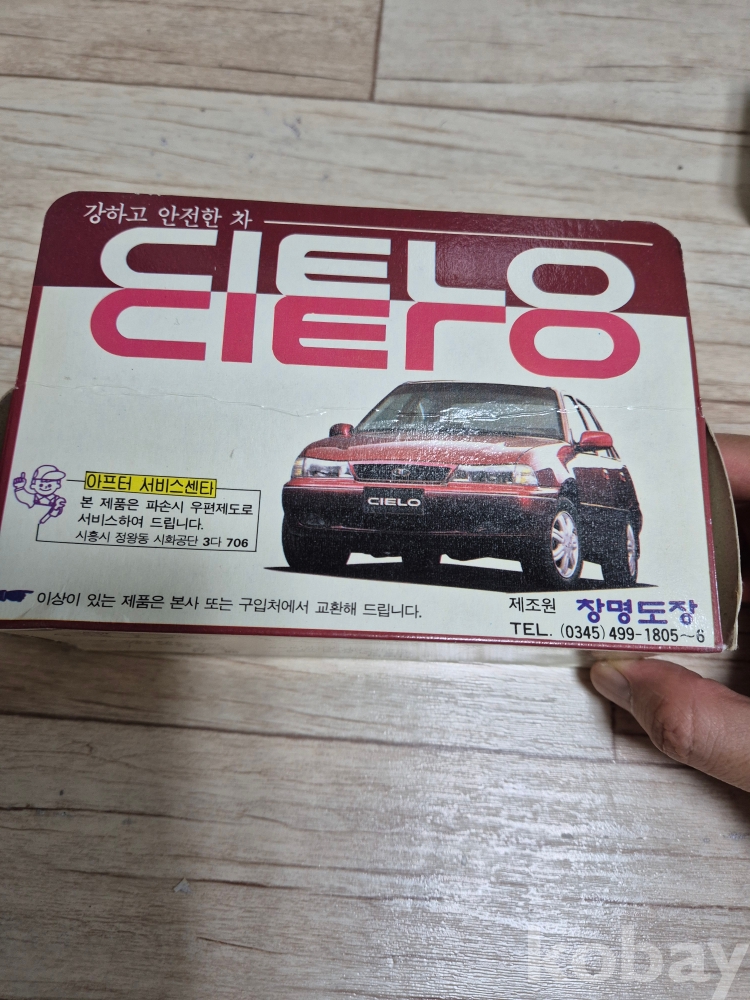 강하고 안전한 차
CIELO
CIELO
아프터 서비스센타
본 제품은 파손시 우편제도로
서비스하여 드립니다.
시흥시 정왕동 시화공단 3다 706
이상이 있는 제품은 본사 또는 구입처에서 교환해 드립니다.
제조원 창명도장
TEL. (0345) 499-1805~6
kobay